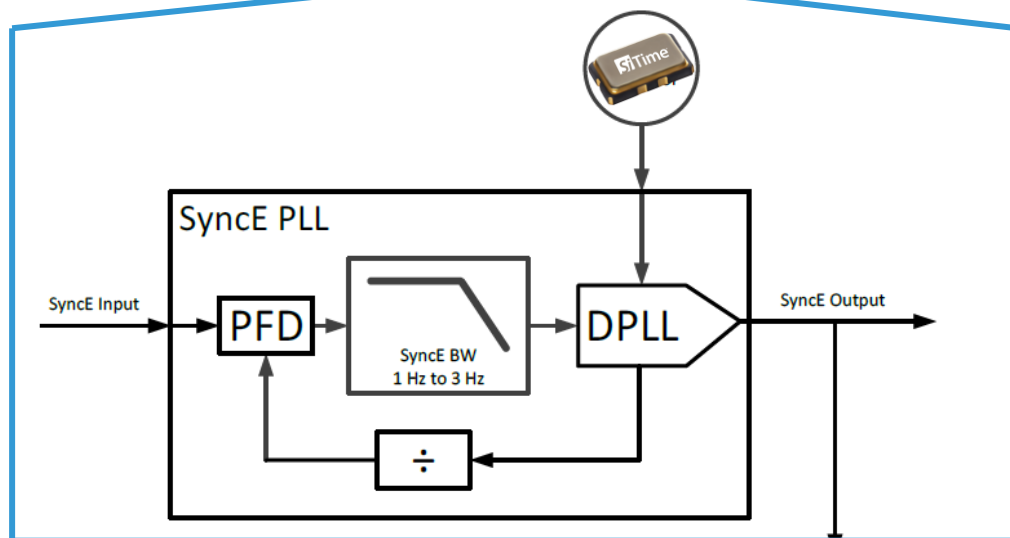 SiTime
SyncE PLL
SyncE Input
PFD
SyncE BW
1 Hz to 3 Hz
DPLL
SyncE Output
÷